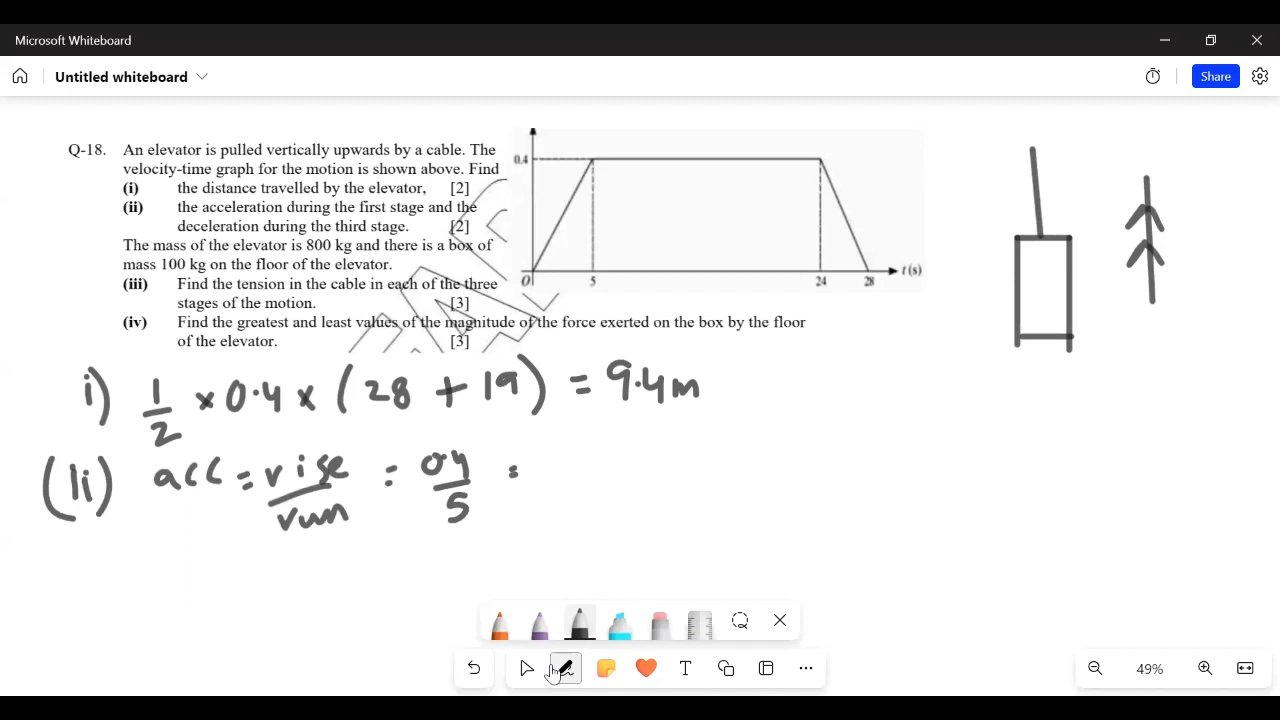 Microsoft Whiteboard
Untitled whiteboard
Share
Q-18. An elevator is pulled vertically upwards by a cable. The
velocity-time graph for the motion is shown above. Find
(i) the distance travelled by the elevator, [2]
(ii) the acceleration during the first stage and the
deceleration during the third stage. [2]
The mass of the elevator is 800 kg and there is a box of
mass 100 kg on the floor of the elevator.
(iii) Find the tension in the cable in each of the three
stages of the motion. [3]
(iv) Find the greatest and least values of the magnitude of the force exerted on the box by the floor
of the elevator. [3]
0.4
O 5 24 28 t(s)
i) 1/2 × 0.4 × (28 + 19) = 9.4m
(ii) acc = rise/run = 04/5 =
T
49%